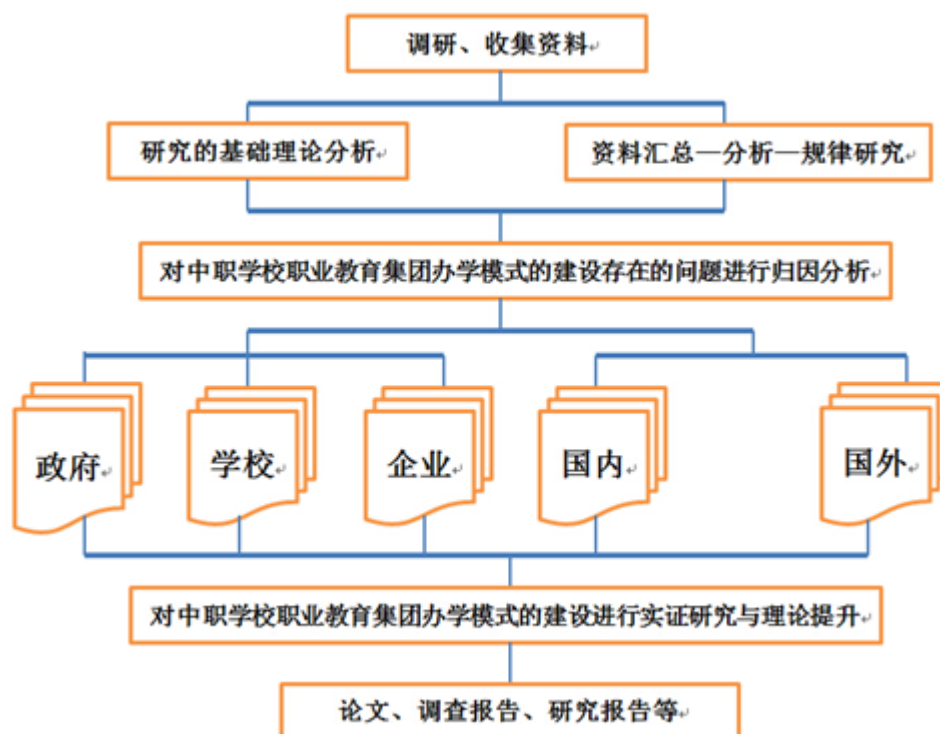 调研、收集资料
研究的基础理论分析
资料汇总—分析—规律研究
对中职学校职业教育集团办学模式的建设存在的问题进行归因分析
政府
学校
企业
国内
国外
对中职学校职业教育集团办学模式的建设进行实证研究与理论提升
论文、调查报告、研究报告等